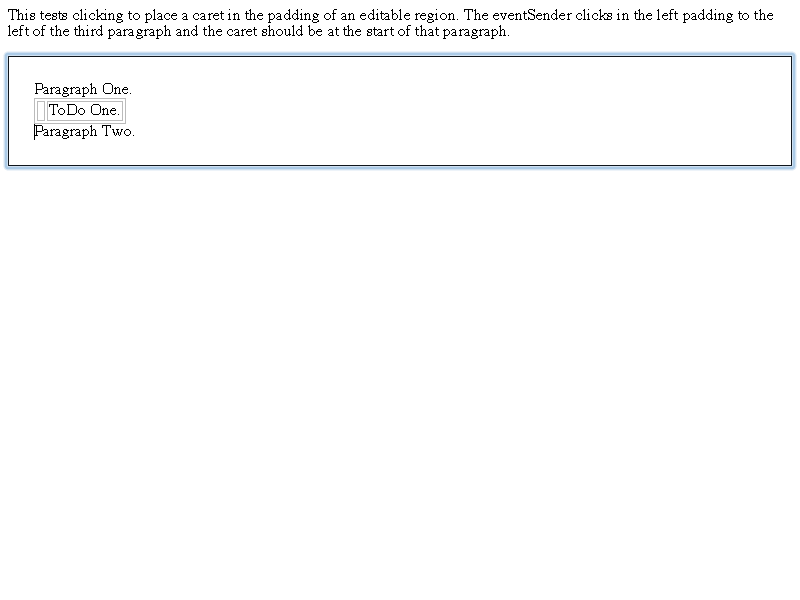 This tests clicking to place a caret in the padding of an editable region. The eventSender clicks in the left padding to the
left of the third paragraph and the caret should be at the start of that paragraph.
Paragraph One.
ToDo One.
Paragraph Two.